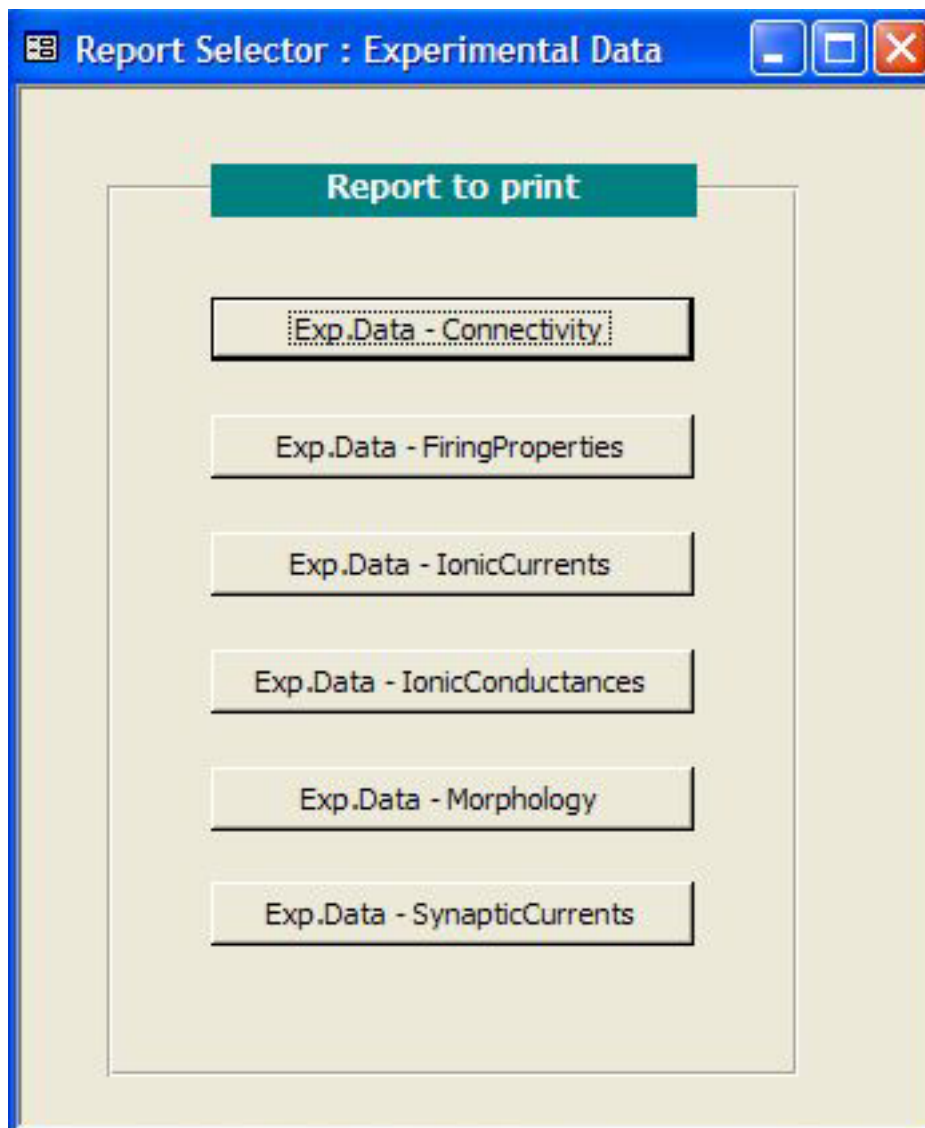 Report Selector : Experimental Data
Report to print
Exp.Data - Connectivity
Exp.Data - FiringProperties
Exp.Data - IonicCurrents
Exp.Data - IonicConductances
Exp.Data - Morphology
Exp.Data - SynapticCurrents